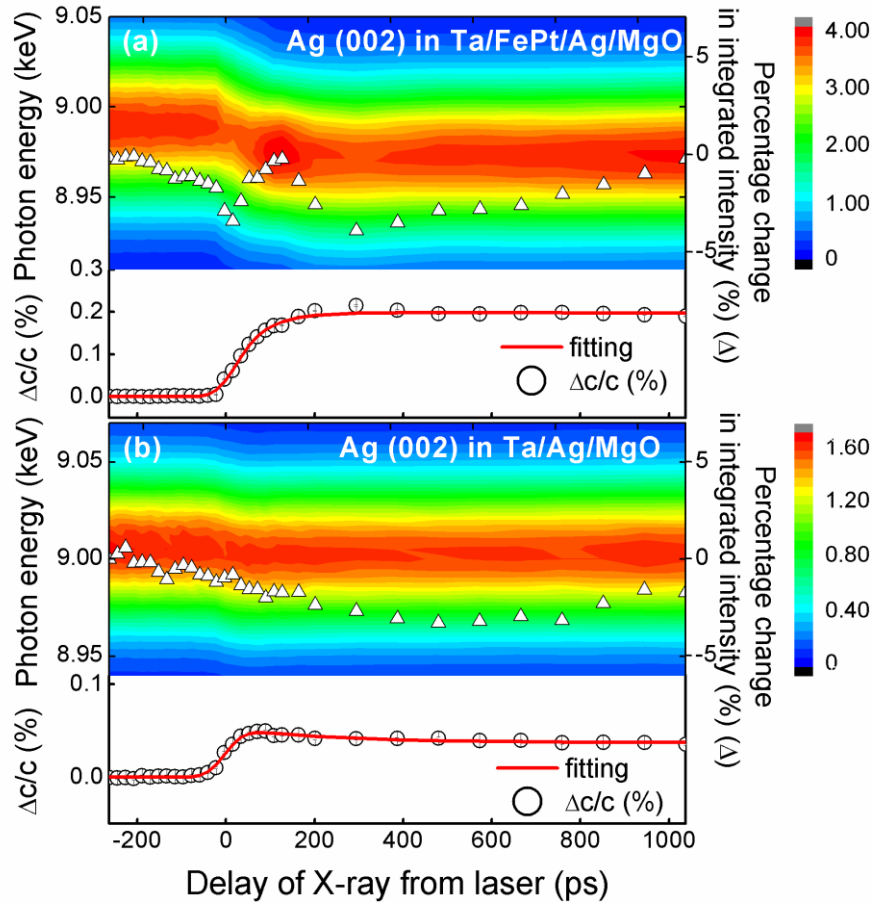 9.05
(a) Ag (002) in Ta/FePt/Ag/MgO
9.00
8.95
Photon energy (keV)
5
0
-5
Percentage change
in integrated intensity (%) (Δ)
4.00
3.00
2.00
1.00
0
0.3
0.2
0.1
0.0
Δc/c (%)
fitting
Δc/c (%)
(b) Ag (002) in Ta/Ag/MgO
9.05
9.00
8.95
Photon energy (keV)
5
0
-5
Percentage change
in integrated intensity (%) (Δ)
1.60
1.20
0.80
0.40
0
0.1
0.0
Δc/c (%)
fitting
Δc/c (%)
-200 0 200 400 600 800 1000
Delay of X-ray from laser (ps)